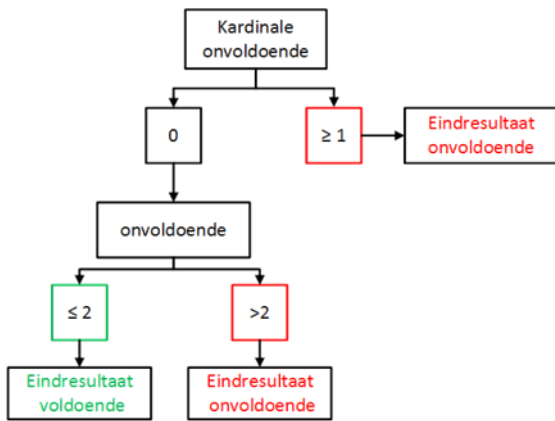 Kardinale
onvoldoende
0
≥ 1
Eindresultaat
onvoldoende
onvoldoende
≤ 2
>2
Eindresultaat
voldoende
Eindresultaat
onvoldoende